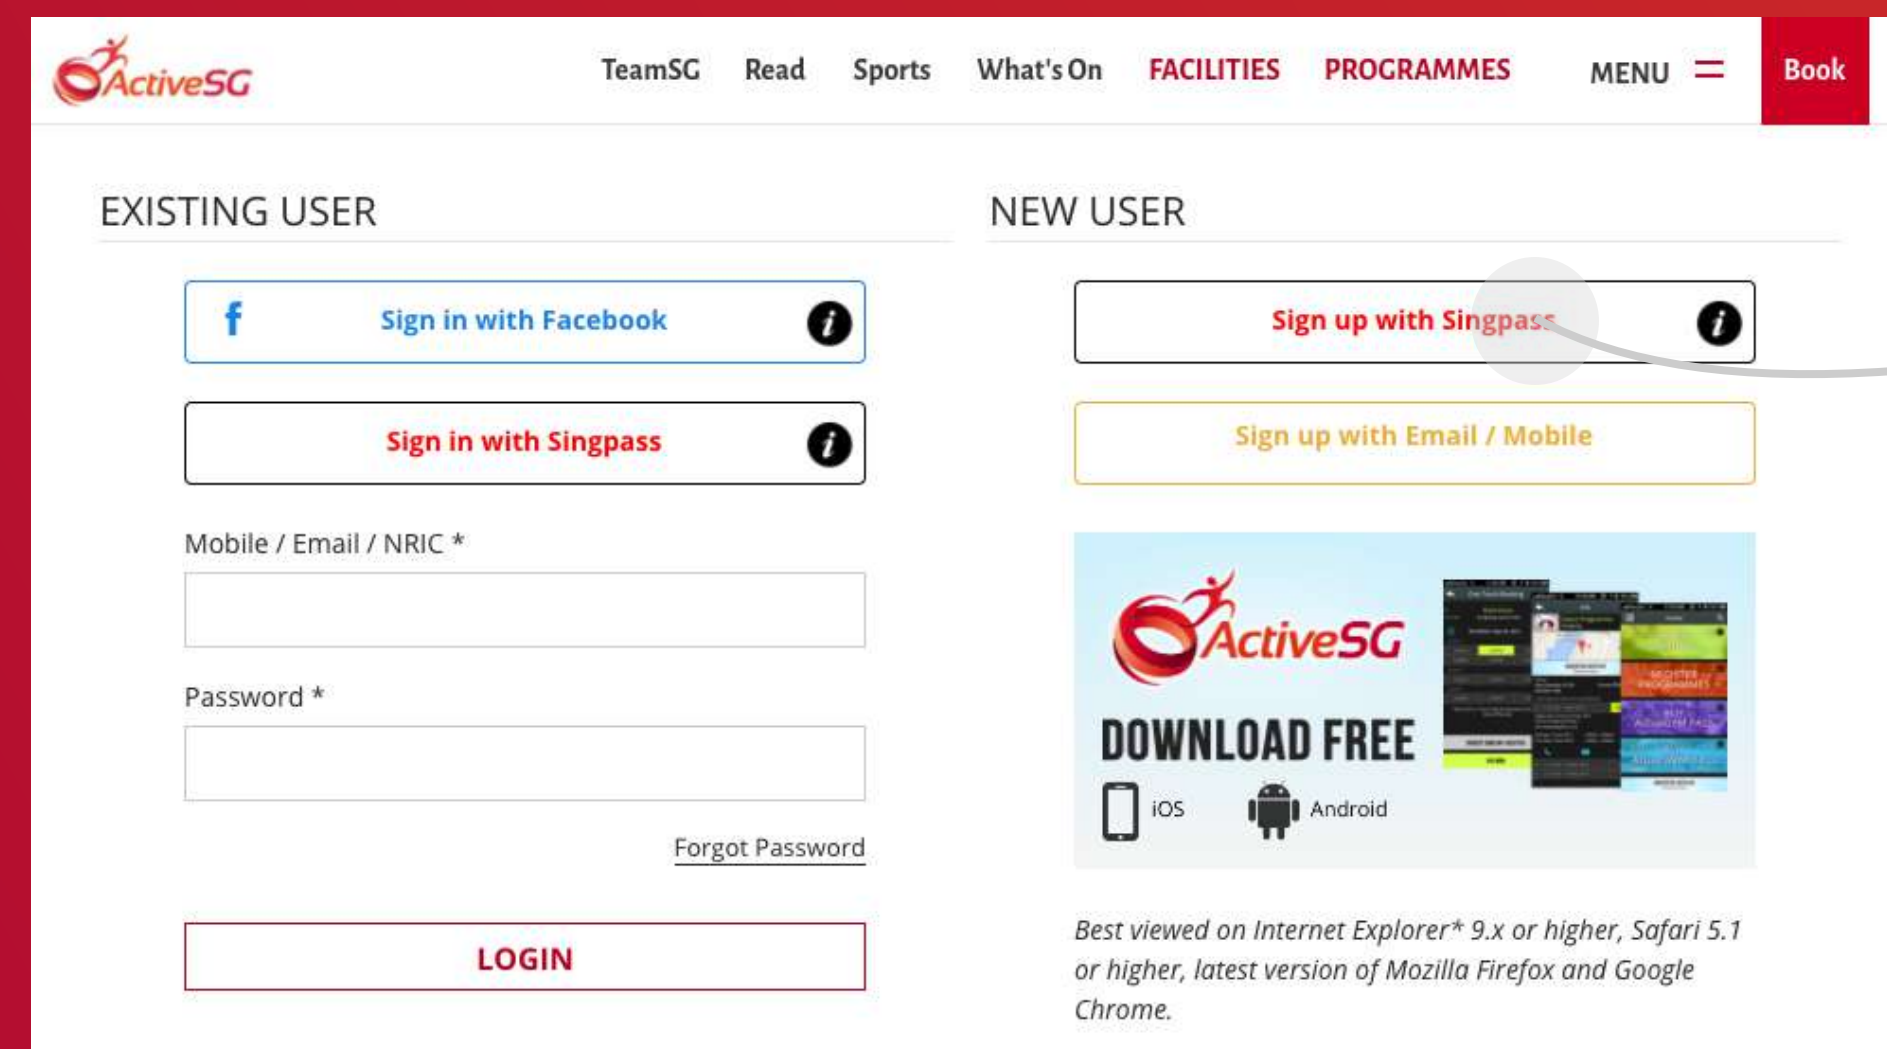 ActiveSG
TeamSG Read Sports What's On FACILITIES PROGRAMMES MENU Book
EXISTING USER
f Sign in with Facebook i
Sign in with Singpass i
Mobile / Email / NRIC *
Password *
Forgot Password
LOGIN
NEW USER
Sign up with Singpass i
Sign up with Email / Mobile
ActiveSG
DOWNLOAD FREE
iOS Android
Best viewed on Internet Explorer* 9.x or higher, Safari 5.1
or higher, latest version of Mozilla Firefox and Google
Chrome.